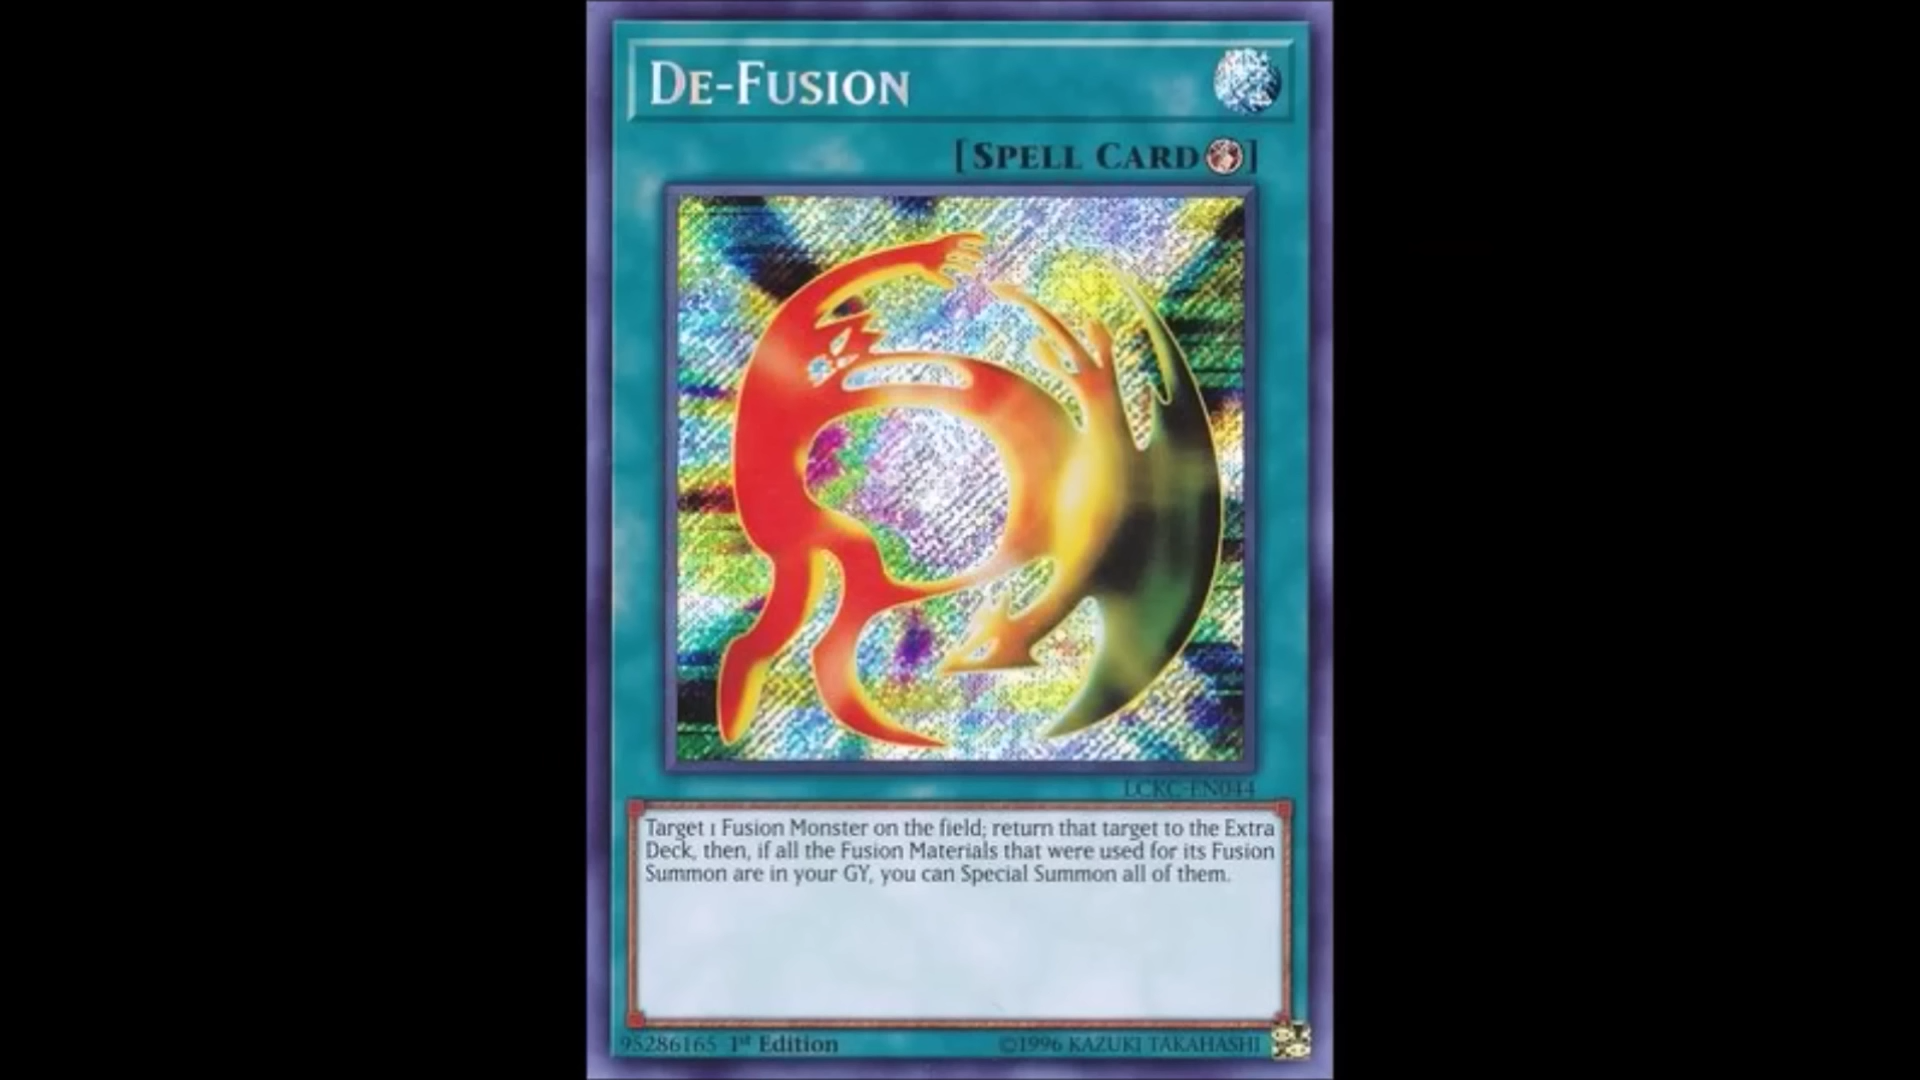 De-Fusion
[Spell Card]
LCKC-EN044
Target 1 Fusion Monster on the field; return that target to the Extra
Deck, then, if all the Fusion Materials that were used for its Fusion
Summon are in your GY, you can Special Summon all of them.
95286165 1st Edition ©1996 KAZUKI TAKAHASHI